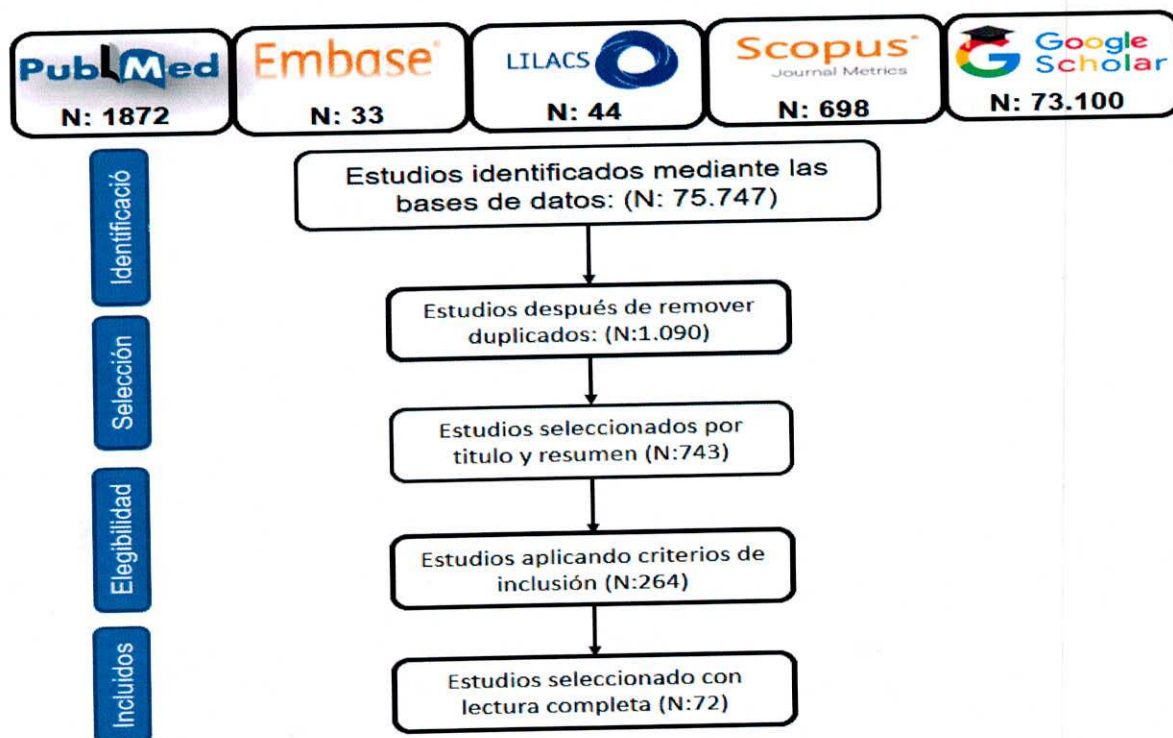 PubMed
N: 1872
Embase®
N: 33
LILACS
N: 44
Scopus®
Journal Metrics
N: 698
Google
Scholar
N: 73.100
Identificació
Estudios identificados mediante las
bases de datos: (N: 75.747)
Selección
Estudios después de remover
duplicados: (N:1.090)
Estudios seleccionados por
titulo y resumen (N:743)
Elegibilidad
Estudios aplicando criterios de
inclusión (N:264)
Incluidos
Estudios seleccionado con
lectura completa (N:72)